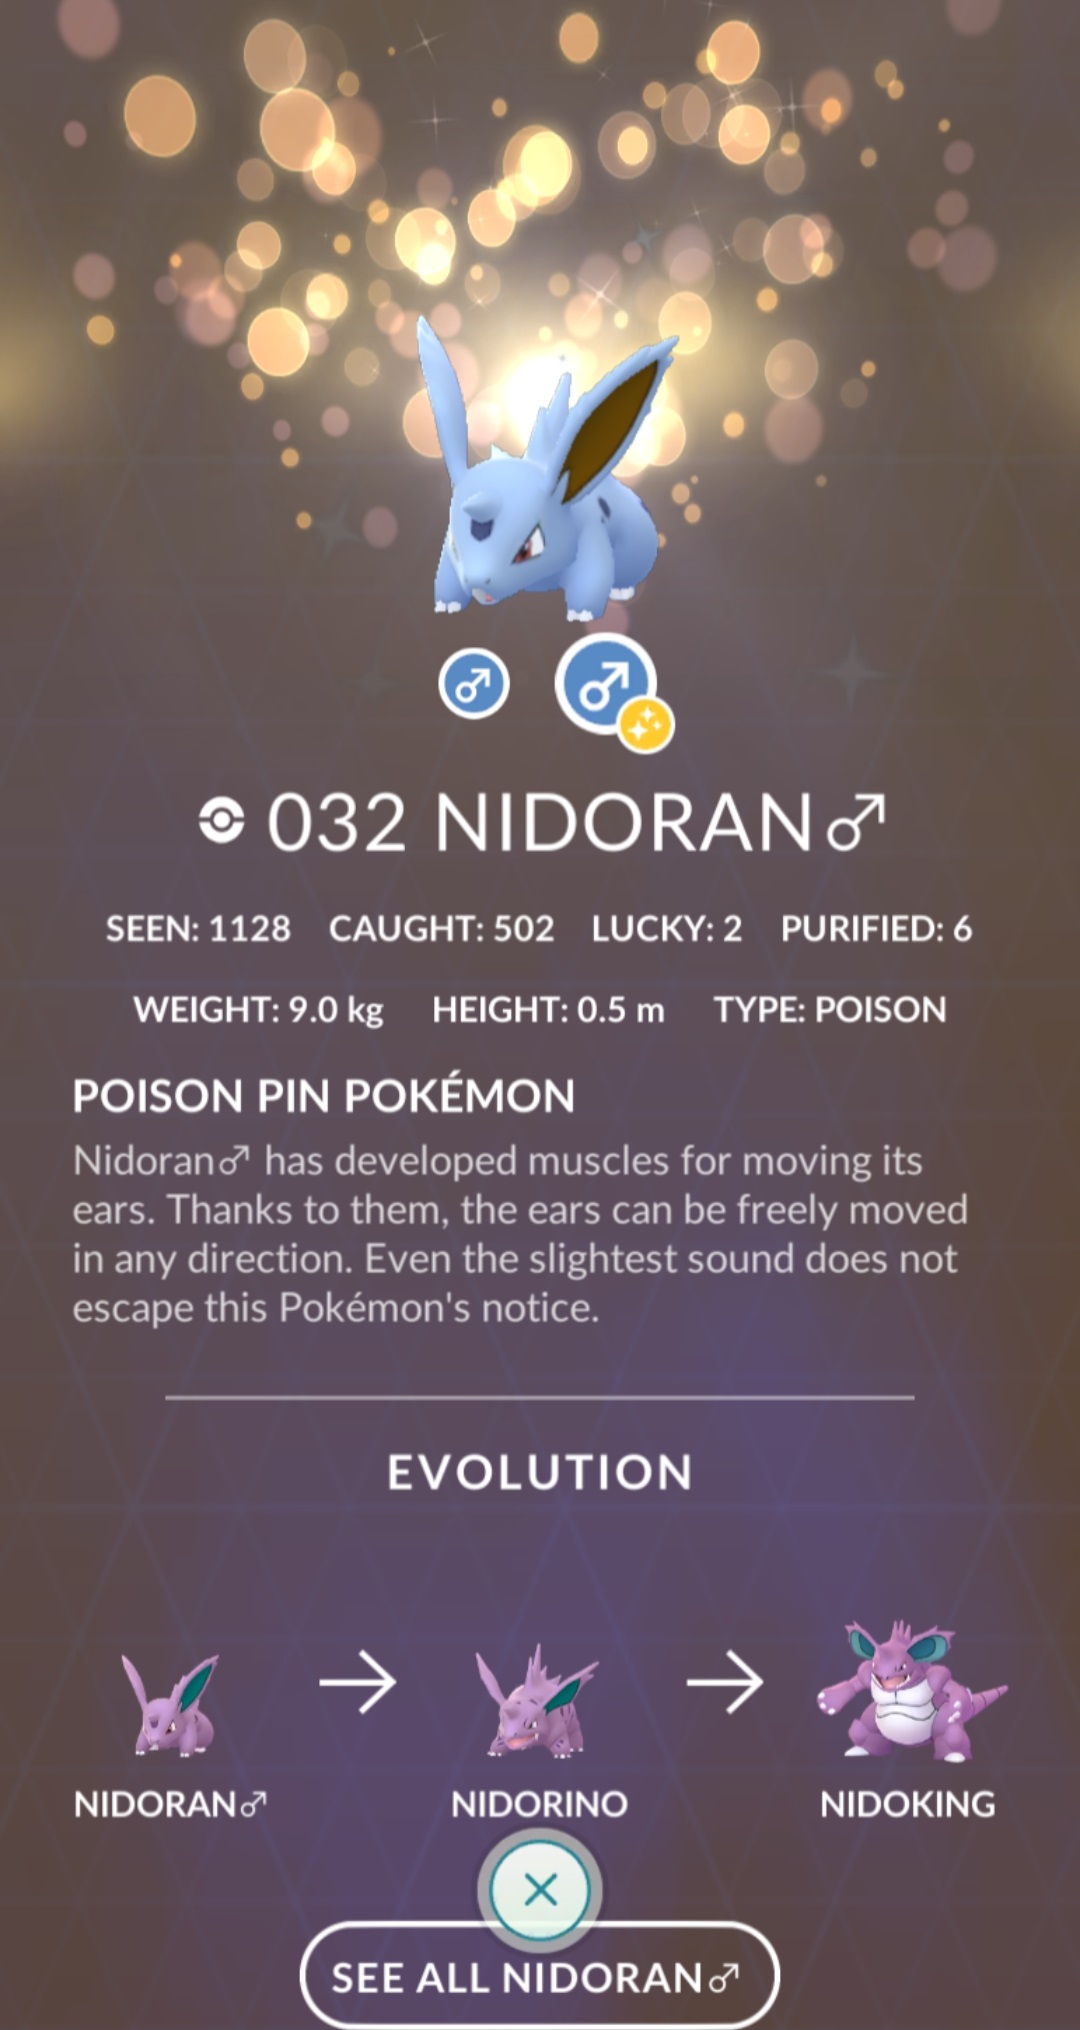 032 NIDORAN♂
SEEN: 1128 CAUGHT: 502 LUCKY: 2 PURIFIED: 6
WEIGHT: 9.0 kg HEIGHT: 0.5 m TYPE: POISON
POISON PIN POKÉMON
Nidoran♂ has developed muscles for moving its
ears. Thanks to them, the ears can be freely moved
in any direction. Even the slightest sound does not
escape this Pokémon's notice.
EVOLUTION
NIDORAN♂ NIDORINO NIDOKING
SEE ALL NIDORAN♂